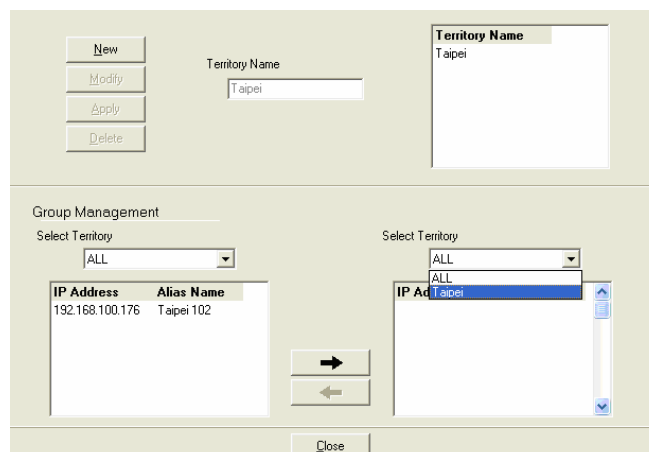 New
Modify
Apply
Delete
Territory Name
Taipei
Territory Name
Taipei
Group Management
Select Territory
ALL
IP Address Alias Name
192.168.100.176 Taipei 102
Select Territory
ALL
ALL
Taipei
IP Ad
Close